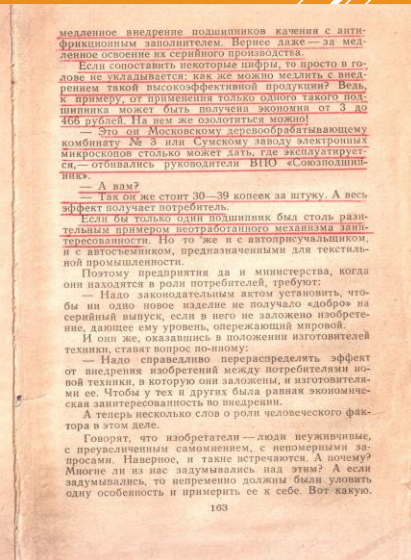 медленное внедрение подшипников качения с анти-
фрикционным заполнителем. Вернее даже — за мед-
ленное освоение их серийного производства.
Если сопоставить некоторые цифры, то просто в го-
лове не укладывается: как же можно медлить с внед-
рением такой высокоэффективной продукции? Ведь,
к примеру, от применения только одного такого под-
шипника может быть получена экономия от 3 до
466 рублей. На нем же озолотиться можно!
— Это он Московскому деревообрабатывающему
комбинату № 3 или Сумскому заводу электронных
микроскопов столько может дать, где эксплуатирует-
ся, — отбивались руководители ВПО «Союзподшип-
ник».
— А вам?
— Так он же стоит 30—39 копеек за штуку. А весь
эффект получает потребитель.
Если бы только один подшипник был столь рази-
тельным примером неотработанного механизма заин-
тересованности. Но то же и с автоприсучальщиком,
и с автосъемником, предназначенными для текстиль-
ной промышленности.
Поэтому предприятия да и министерства, когда
они находятся в роли потребителей, требуют:
— Надо законодательным актом установить, что-
бы ни одно новое изделие не получало «добро» на
серийный выпуск, если в него не заложено изобрете-
ние, дающее ему уровень, опережающий мировой.
И они же, оказавшись в положении изготовителей
техники, ставят вопрос по-иному:
— Надо справедливо перераспределять эффект
от внедрения изобретений между потребителями но-
вой техники, в которую они заложены, и изготовителя-
ми ее. Чтобы у тех и других была равная экономиче-
ская заинтересованность во внедрении.
А теперь несколько слов о роли человеческого фак-
тора в этом деле.
Говорят, что изобретатели — люди неуживчивые,
с преувеличенным самомнением, с непомерными за-
просами. Наверное, и такие встречаются. А почему?
Многие ли из нас задумывались над этим? А если
задумывались, то непременно должны были уловить
одну особенность и примерить ее к себе. Вот какую.
163